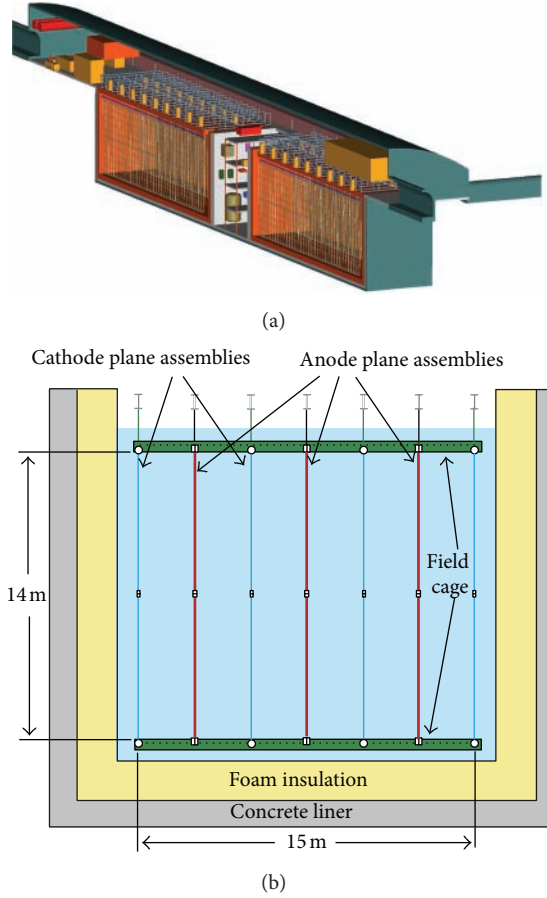 (a)
Cathode plane assemblies
Anode plane assemblies
14 m
Field
cage
Foam insulation
Concrete liner
15 m
(b)